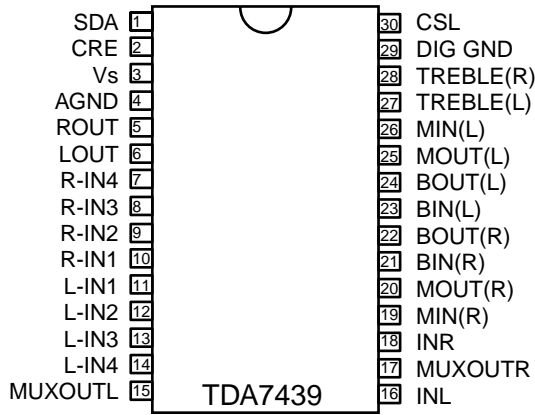 SDA 1 30 CSL
CRE 2 29 DIG GND
Vs 3 28 TREBLE(R)
AGND 4 27 TREBLE(L)
ROUT 5 26 MIN(L)
LOUT 6 25 MOUT(L)
R-IN4 7 24 BOUT(L)
R-IN3 8 23 BIN(L)
R-IN2 9 22 BOUT(R)
R-IN1 10 21 BIN(R)
L-IN1 11 20 MOUT(R)
L-IN2 12 19 MIN(R)
L-IN3 13 18 INR
L-IN4 14 17 MUXOUTR
MUXOUTL 15 TDA7439 16 INL